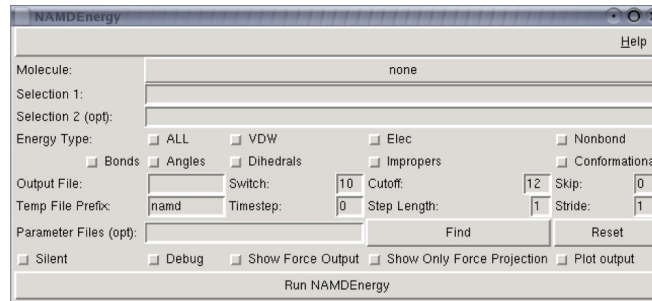 NAMDEnergy
Help
Molecule: none
Selection 1:
Selection 2 (opt):
Energy Type: ALL VDW Elec Nonbond
Bonds Angles Dihedrals Impropers Conformationa
Output File: Switch: 10 Cutoff: 12 Skip: 0
Temp File Prefix: namd Timestep: 0 Step Length: 1 Stride: 1
Parameter Files (opt): Find Reset
Silent Debug Show Force Output Show Only Force Projection Plot output
Run NAMDEnergy